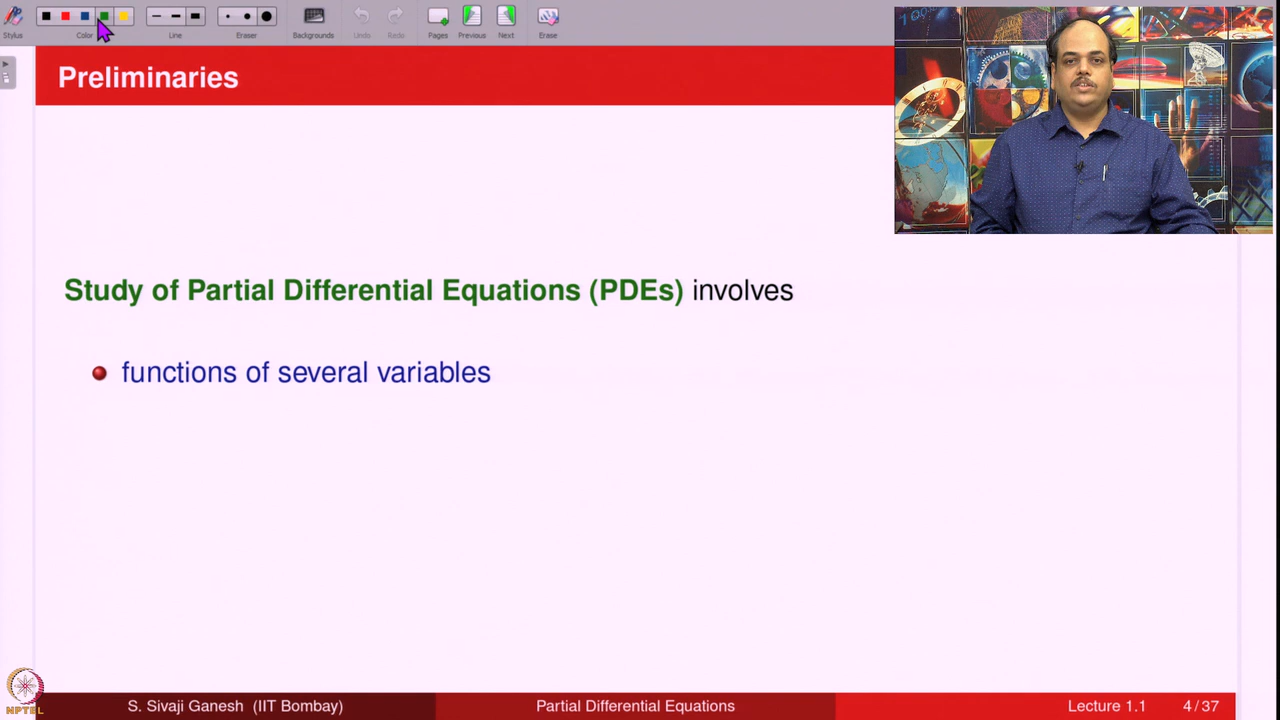 Stylus
Color
Line
Eraser
Backgrounds
Undo
Redo
Pages
Previous
Next
Erase
Preliminaries
Study of Partial Differential Equations (PDEs) involves
functions of several variables
NPTEL
S. Sivaji Ganesh (IIT Bombay)
Partial Differential Equations
Lecture 1.1
4 / 37